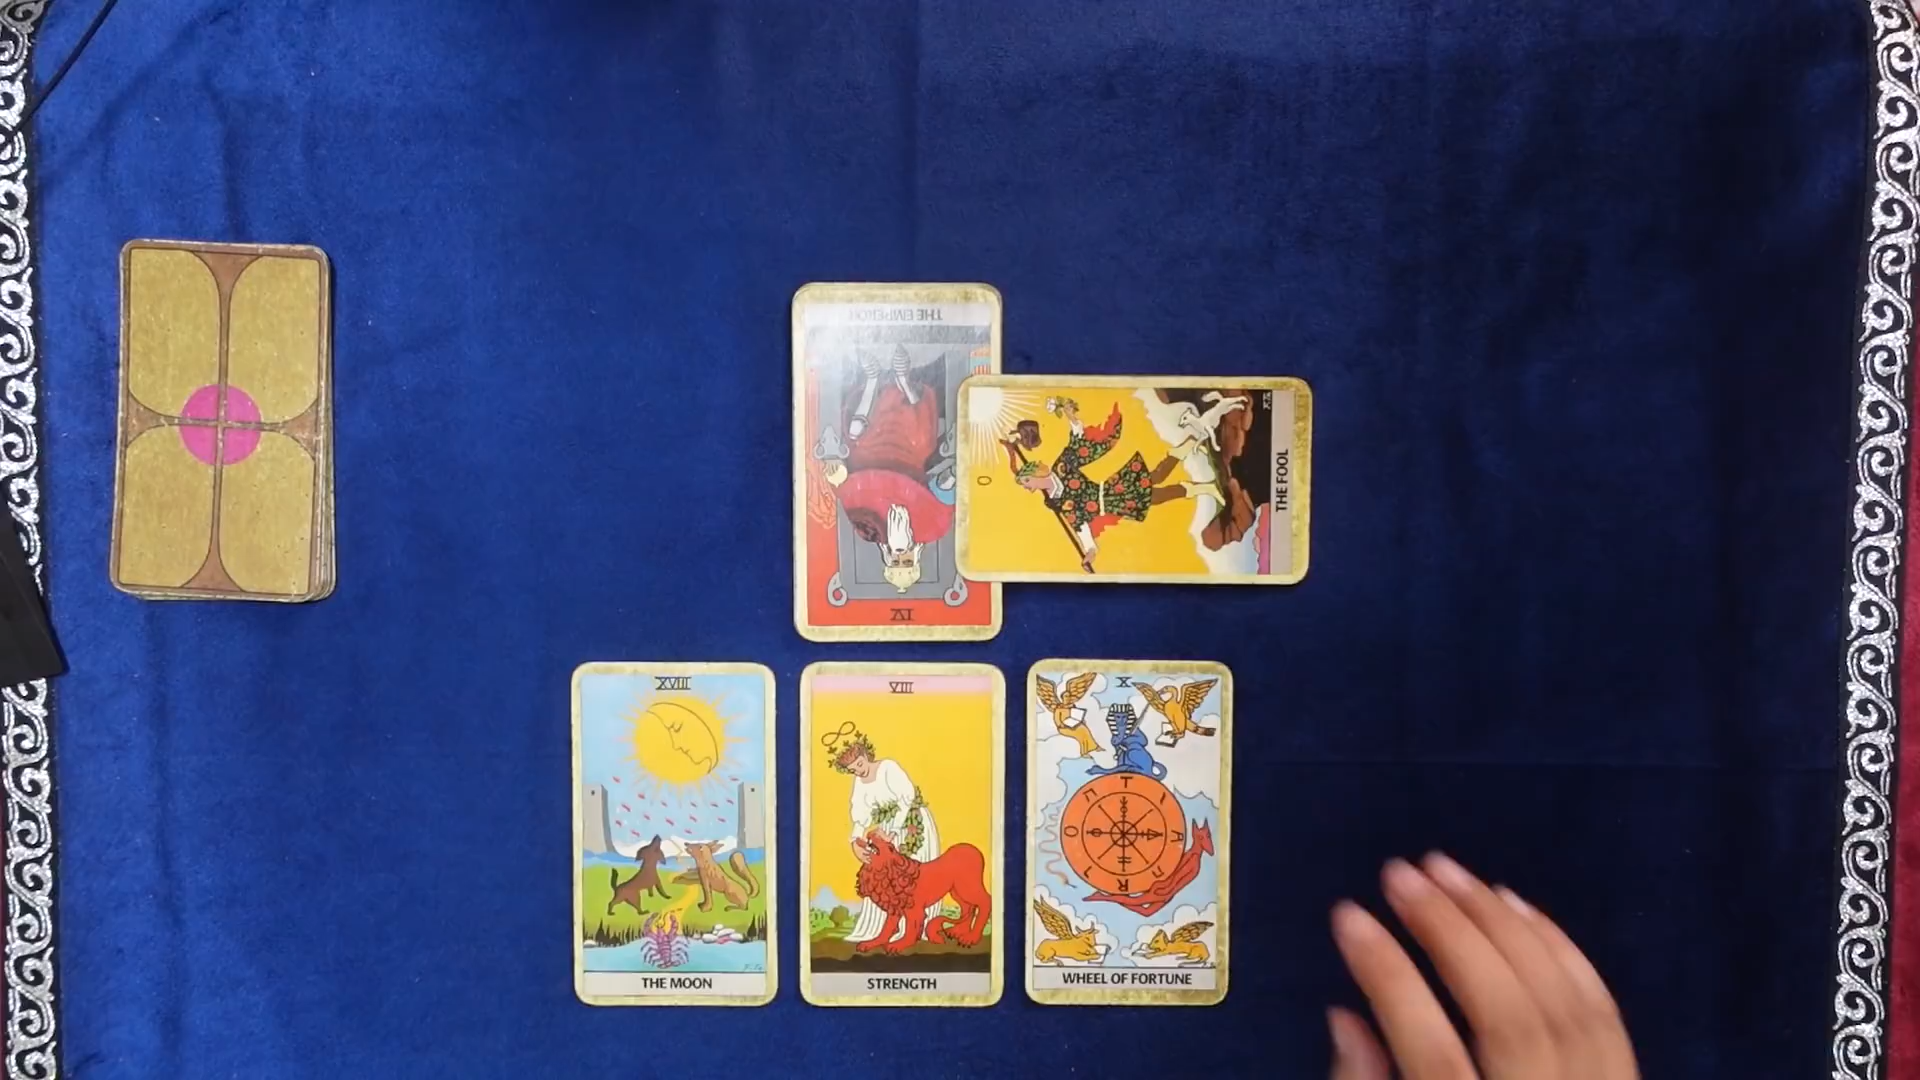 THE EMPEROR
IV
0
THE FOOL
XVIII
THE MOON
VIII
STRENGTH
X
T
A
R
O
WHEEL OF FORTUNE